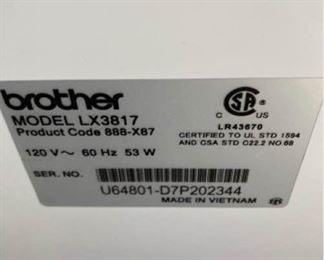 brother
MODEL LX3817
Product Code 888-X87
120 V~ 60 Hz 53 W
SER. NO.
U64801-D7P202344
MADE IN VIETNAM
C US
LR43670
CERTIFIED TO UL STD 1594
AND CSA STD C22.2 NO.68